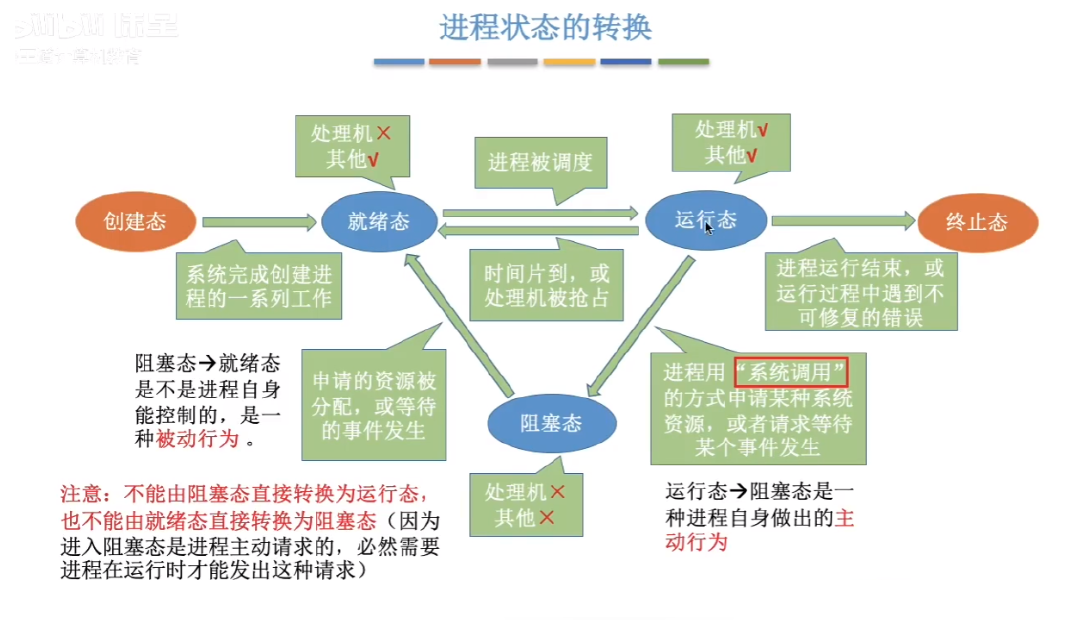 进程状态的转换
处理机×
其他√
进程被调度
处理机√
其他√
创建态
就绪态
运行态
终止态
系统完成创建进
程的一系列工作
时间片到，或
处理机被抢占
进程运行结束，或
运行过程中遇到不
可修复的错误
阻塞态→就绪态
是不是进程自身
能控制的，是一
种被动行为 。
申请的资源被
分配，或等待
的事件发生
阻塞态
进程用“系统调用”
的方式申请某种系统
资源，或者请求等待
某个事件发生
处理机×
其他×
运行态→阻塞态是一
种进程自身做出的主
动行为
注意：不能由阻塞态直接转换为运行态，
也不能由就绪态直接转换为阻塞态（因为
进入阻塞态是进程主动请求的，必然需要
进程在运行时才能发出这种请求）